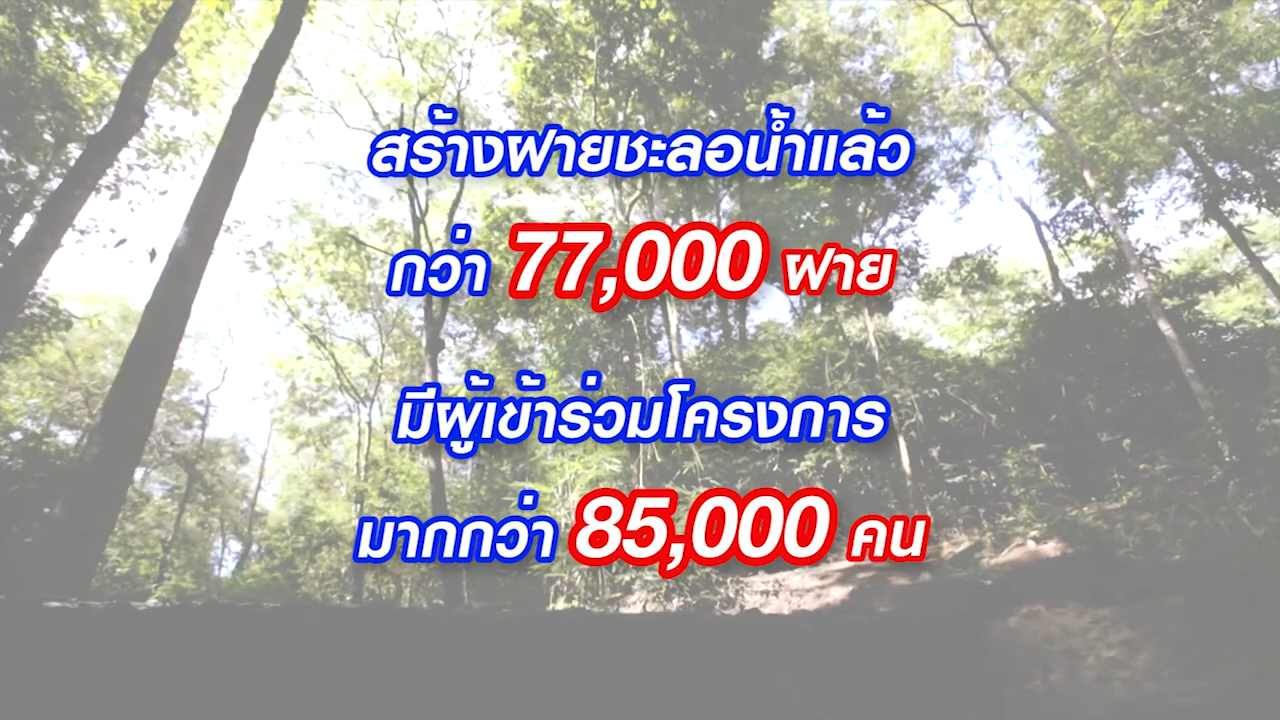 สร้างฝายชะลอน้ำแล้ว
กว่า 77,000 ฝาย
มีผู้เข้าร่วมโครงการ
มากกว่า 85,000 คน